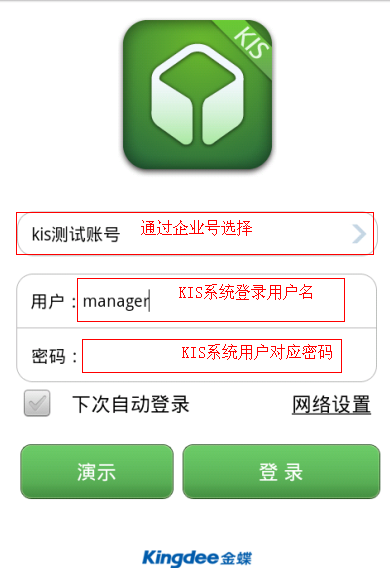 KIS
kis测试账号 通过企业号选择
用户：manager KIS系统登录用户名
密码： KIS系统用户对应密码
下次自动登录 网络设置
演示 登 录
Kingdee金蝶